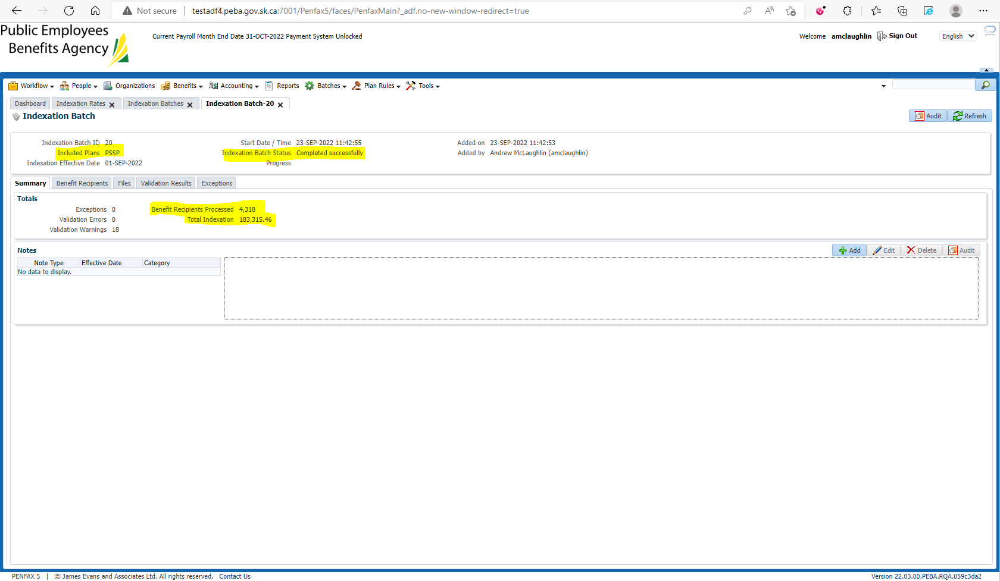 Not secure | testadf4.peba.gov.sk.ca:7001/Penfax5/faces/PenfaxMain?_adf.no-new-window-redirect=true
Public Employees
Benefits Agency
Current Payroll Month End Date 31-OCT-2022 Payment System Unlocked
Welcome amclaughlin Sign Out English
Workflow People Organizations Benefits Accounting Reports Batches Plan Rules Tools
Dashboard Indexation Rates Indexation Batches Indexation Batch-20
Indexation Batch Audit Refresh
Indexation Batch ID 20 Start Date / Time 23-SEP-2022 11:42:55 Added on 23-SEP-2022 11:42:53
Included Plans PSSP Indexation Batch Status Completed successfully Added by Andrew McLaughlin (amclaughlin)
Indexation Effective Date 01-SEP-2022 Progress
Summary Benefit Recipients Files Validation Results Exceptions
Totals
Exceptions 0 Benefit Recipients Processed 4,318
Validation Errors 0 Total Indexation 183,315.46
Validation Warnings 18
Notes Add Edit Delete Audit
Note Type Effective Date Category
No data to display.
PENFAX 5 | © James Evans and Associates Ltd. All rights reserved. Contact Us Version 22.03.00.PEBA.RQA.059c3da2